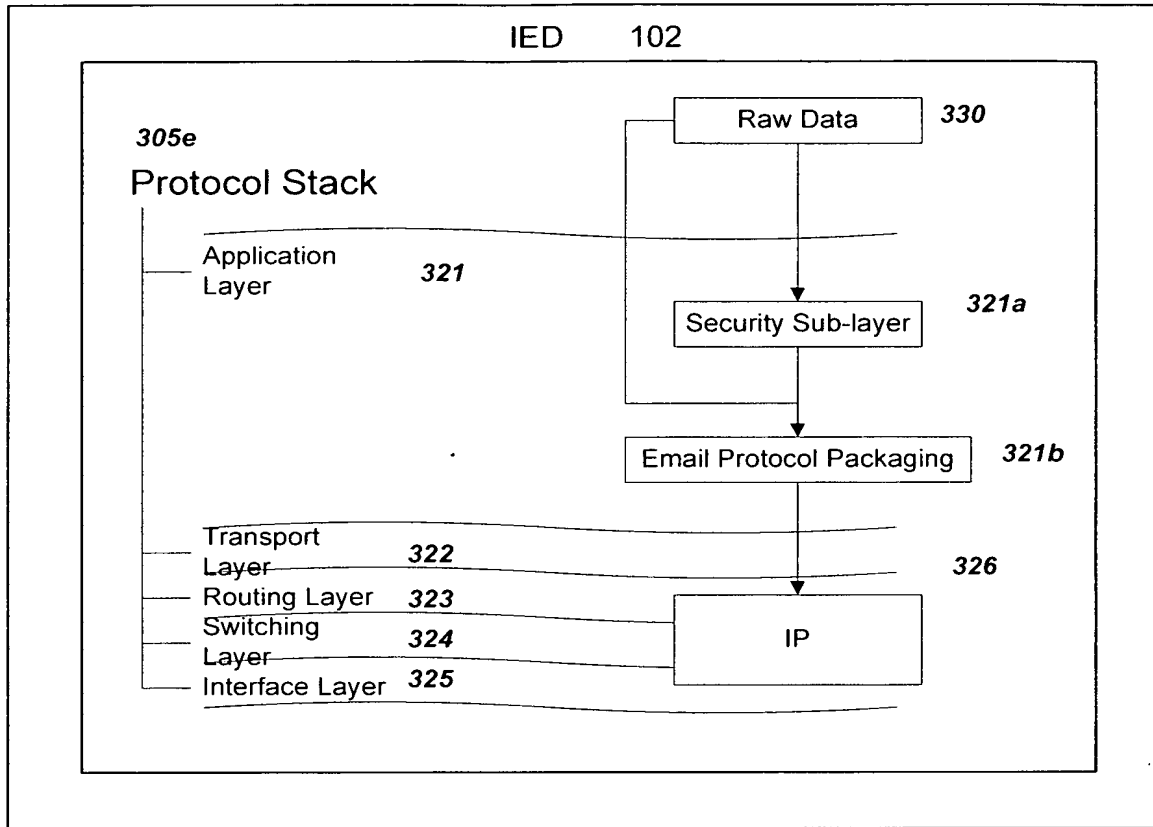 IED 102
Raw Data 330
305e
Protocol Stack
Application
Layer 321
Security Sub-layer 321a
Email Protocol Packaging 321b
Transport
Layer 322
326
Routing Layer 323
Switching
Layer 324
IP
Interface Layer 325